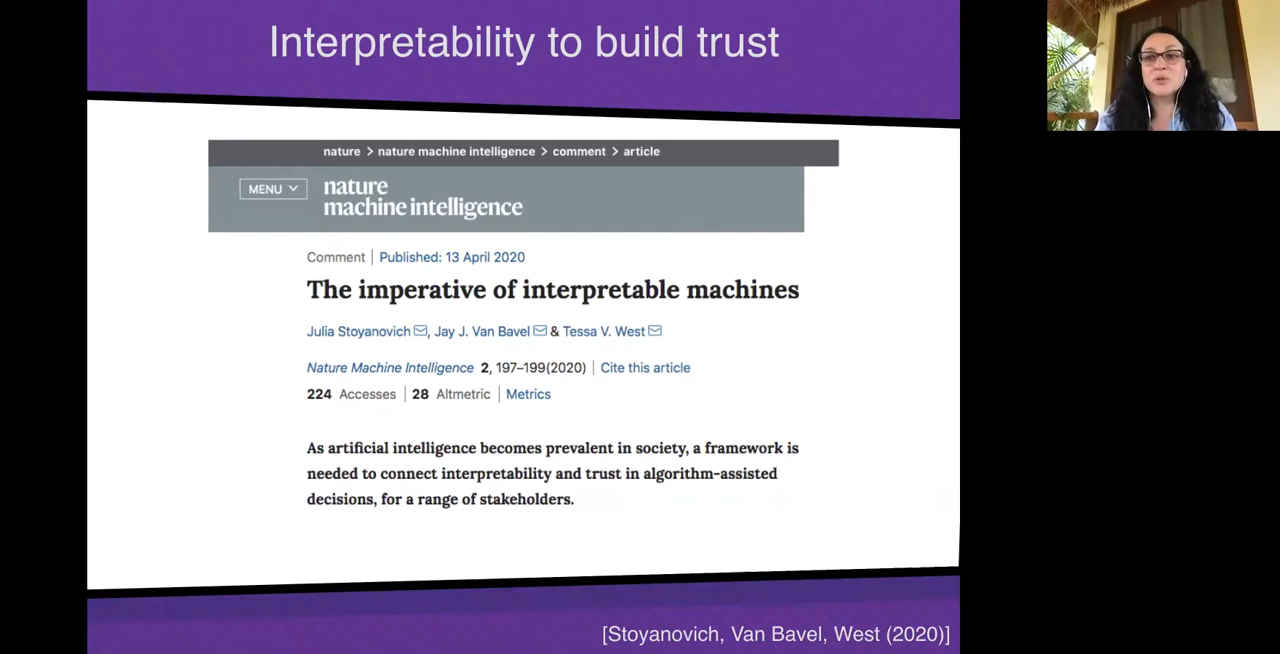 Interpretability to build trust
nature > nature machine intelligence > comment > article
MENU
nature
machine intelligence
Comment | Published: 13 April 2020
The imperative of interpretable machines
Julia Stoyanovich, Jay J. Van Bavel & Tessa V. West
Nature Machine Intelligence 2, 197–199(2020) | Cite this article
224 Accesses | 28 Altmetric | Metrics
As artificial intelligence becomes prevalent in society, a framework is
needed to connect interpretability and trust in algorithm-assisted
decisions, for a range of stakeholders.
[Stoyanovich, Van Bavel, West (2020)]